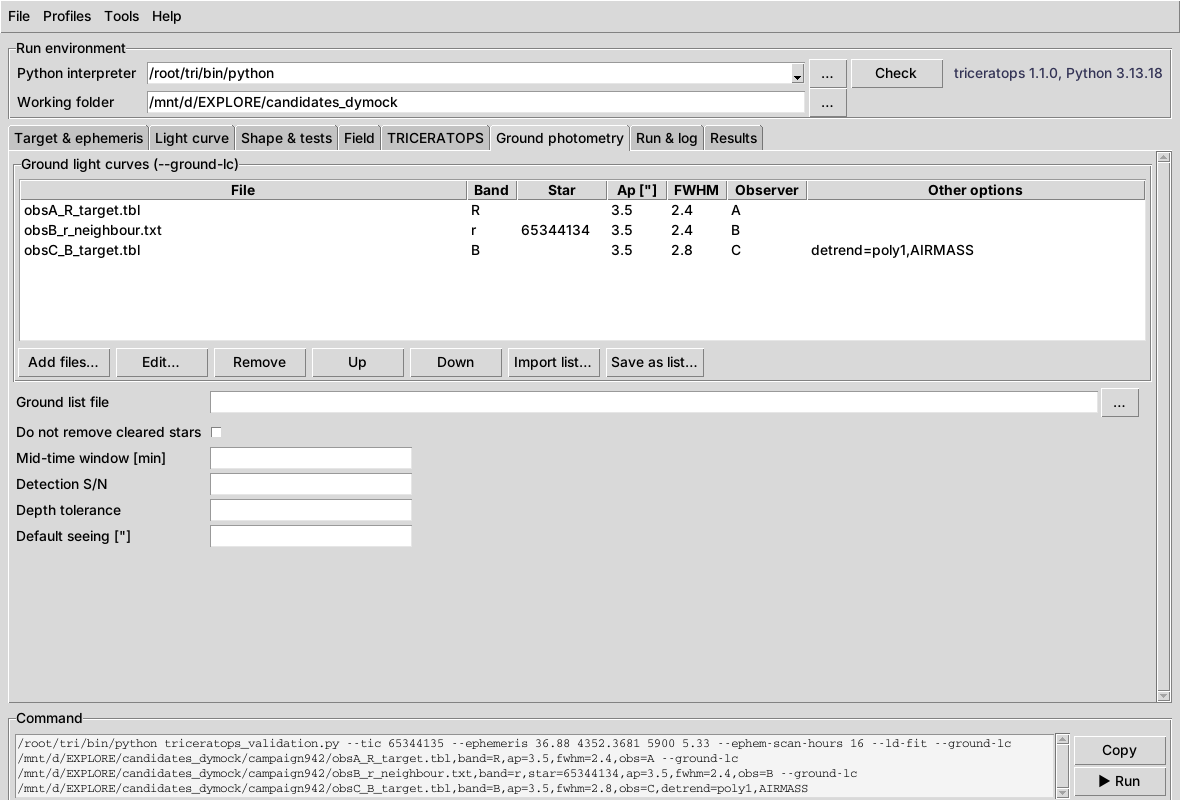 File Profiles Tools Help
Run environment
Python interpreter /root/tri/bin/python ... Check triceratops 1.1.0, Python 3.13.18
Working folder /mnt/d/EXPLORE/candidates_dymock ...
Target & ephemeris Light curve Shape & tests Field TRICERATOPS Ground photometry Run & log Results
Ground light curves (--ground-lc)
File Band Star Ap ["] FWHM Observer Other options
obsA_R_target.tbl R 3.5 2.4 A
obsB_r_neighbour.txt r 65344134 3.5 2.4 B
obsC_B_target.tbl B 3.5 2.8 C detrend=poly1,AIRMASS
Add files... Edit... Remove Up Down Import list... Save as list...
Ground list file ...
Do not remove cleared stars
Mid-time window [min]
Detection S/N
Depth tolerance
Default seeing ["]
Command
/root/tri/bin/python triceratops_validation.py --tic 65344135 --ephemeris 36.88 4352.3681 5900 5.33 --ephem-scan-hours 16 --ld-fit --ground-lc
/mnt/d/EXPLORE/candidates_dymock/campaign942/obsA_R_target.tbl,band=R,ap=3.5,fwhm=2.4,obs=A --ground-lc
/mnt/d/EXPLORE/candidates_dymock/campaign942/obsB_r_neighbour.txt,band=r,star=65344134,ap=3.5,fwhm=2.4,obs=B --ground-lc
/mnt/d/EXPLORE/candidates_dymock/campaign942/obsC_B_target.tbl,band=B,ap=3.5,fwhm=2.8,obs=C,detrend=poly1,AIRMASS
Copy
▶ Run